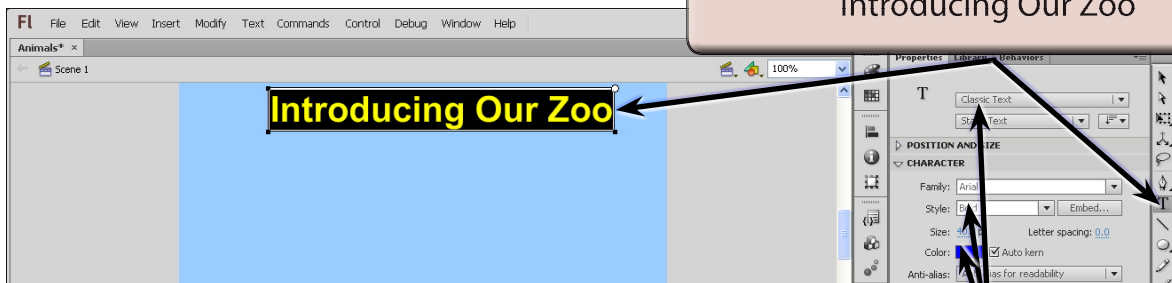 Introducing Our Zoo
Fl File Edit View Insert Modify Text Commands Control Debug Window Help
Animals* ×
Scene 1
100%
Introducing Our Zoo
Properties Library Behaviors
T
Classic Text
Text
POSITION AND SIZE
CHARACTER
Family: Arial
Style: Embed...
Size: Letter spacing: 0.0
Color: Auto kern
Anti-alias: for readability
T